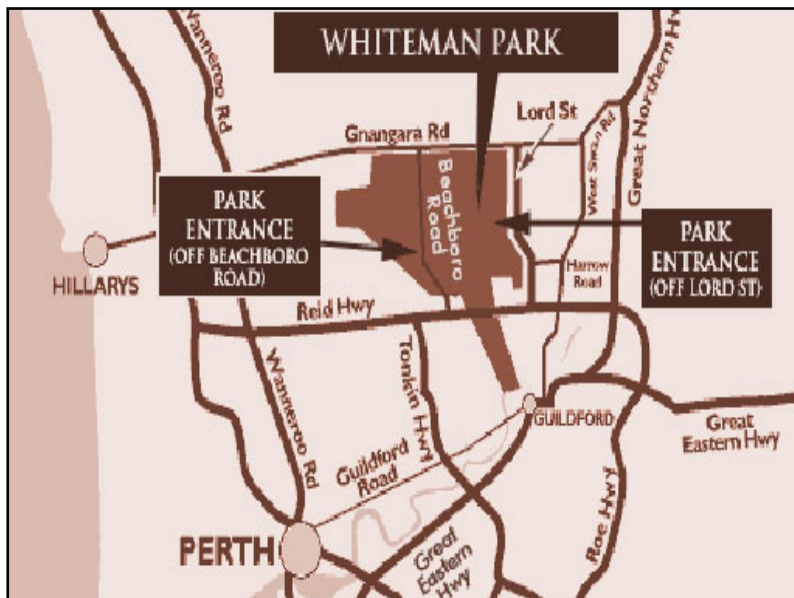 WHITEMAN PARK
Wanneroo Rd
Great Northern Hwy
Lord St
Gnangara Rd
West Swan Rd
Beachboro
Road
PARK
ENTRANCE
(OFF BEACHBORO
ROAD)
PARK
ENTRANCE
(OFF LORD ST)
HILLARYS
Harrow
Road
Reid Hwy
Wanneroo Rd
Tonkin Hwy
GUILDFORD
Great
Eastern Hwy
Guildford
Road
Roe Hwy
PERTH
Great
Eastern
Hwy